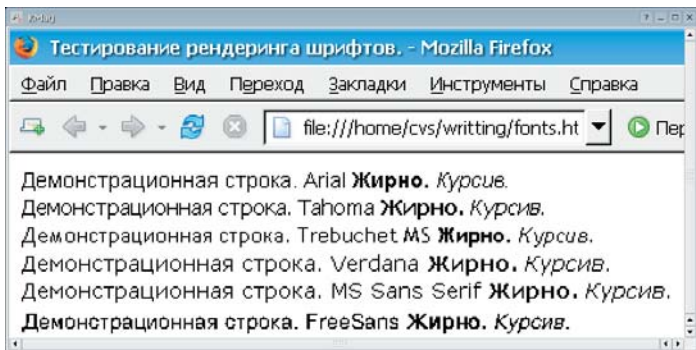 Тестирование рендеринга шрифтов. - Mozilla Firefox
Файл Правка Вид Переход Закладки Инструменты Справка
file:///home/cvs/writting/fonts.ht Пер
Демонстрационная строка. Arial Жирно. Курсив.
Демонстрационная строка. Tahoma Жирно. Курсив.
Демонстрационная строка. Trebuchet MS Жирно. Курсив.
Демонстрационная строка. Verdana Жирно. Курсив.
Демонстрационная строка. MS Sans Serif Жирно. Курсив.
Демонстрационная строка. FreeSans Жирно. Курсив.